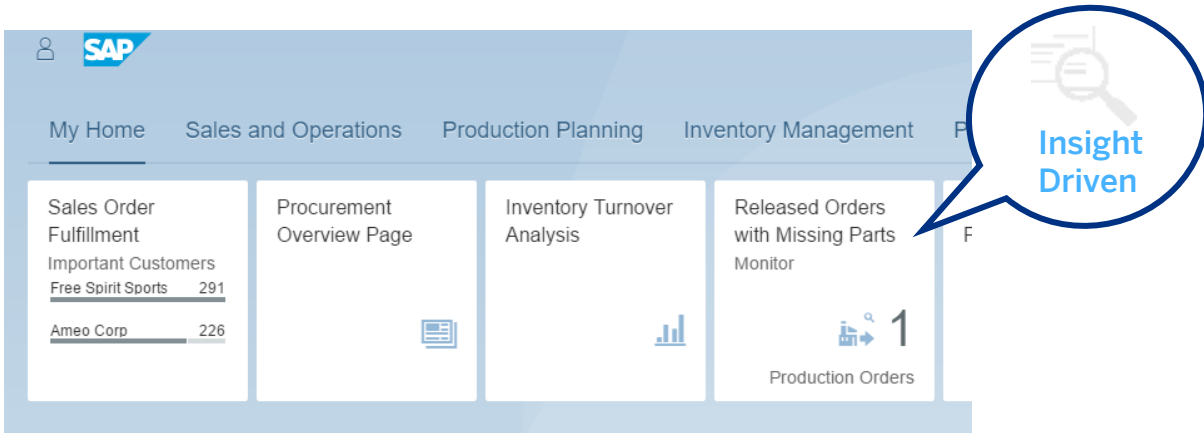 SAP
My Home Sales and Operations Production Planning Inventory Management P
Insight
Driven
Sales Order
Fulfillment
Important Customers
Free Spirit Sports 291
Ameo Corp 226
Procurement
Overview Page
Inventory Turnover
Analysis
Released Orders
with Missing Parts
Monitor
1
Production Orders
F